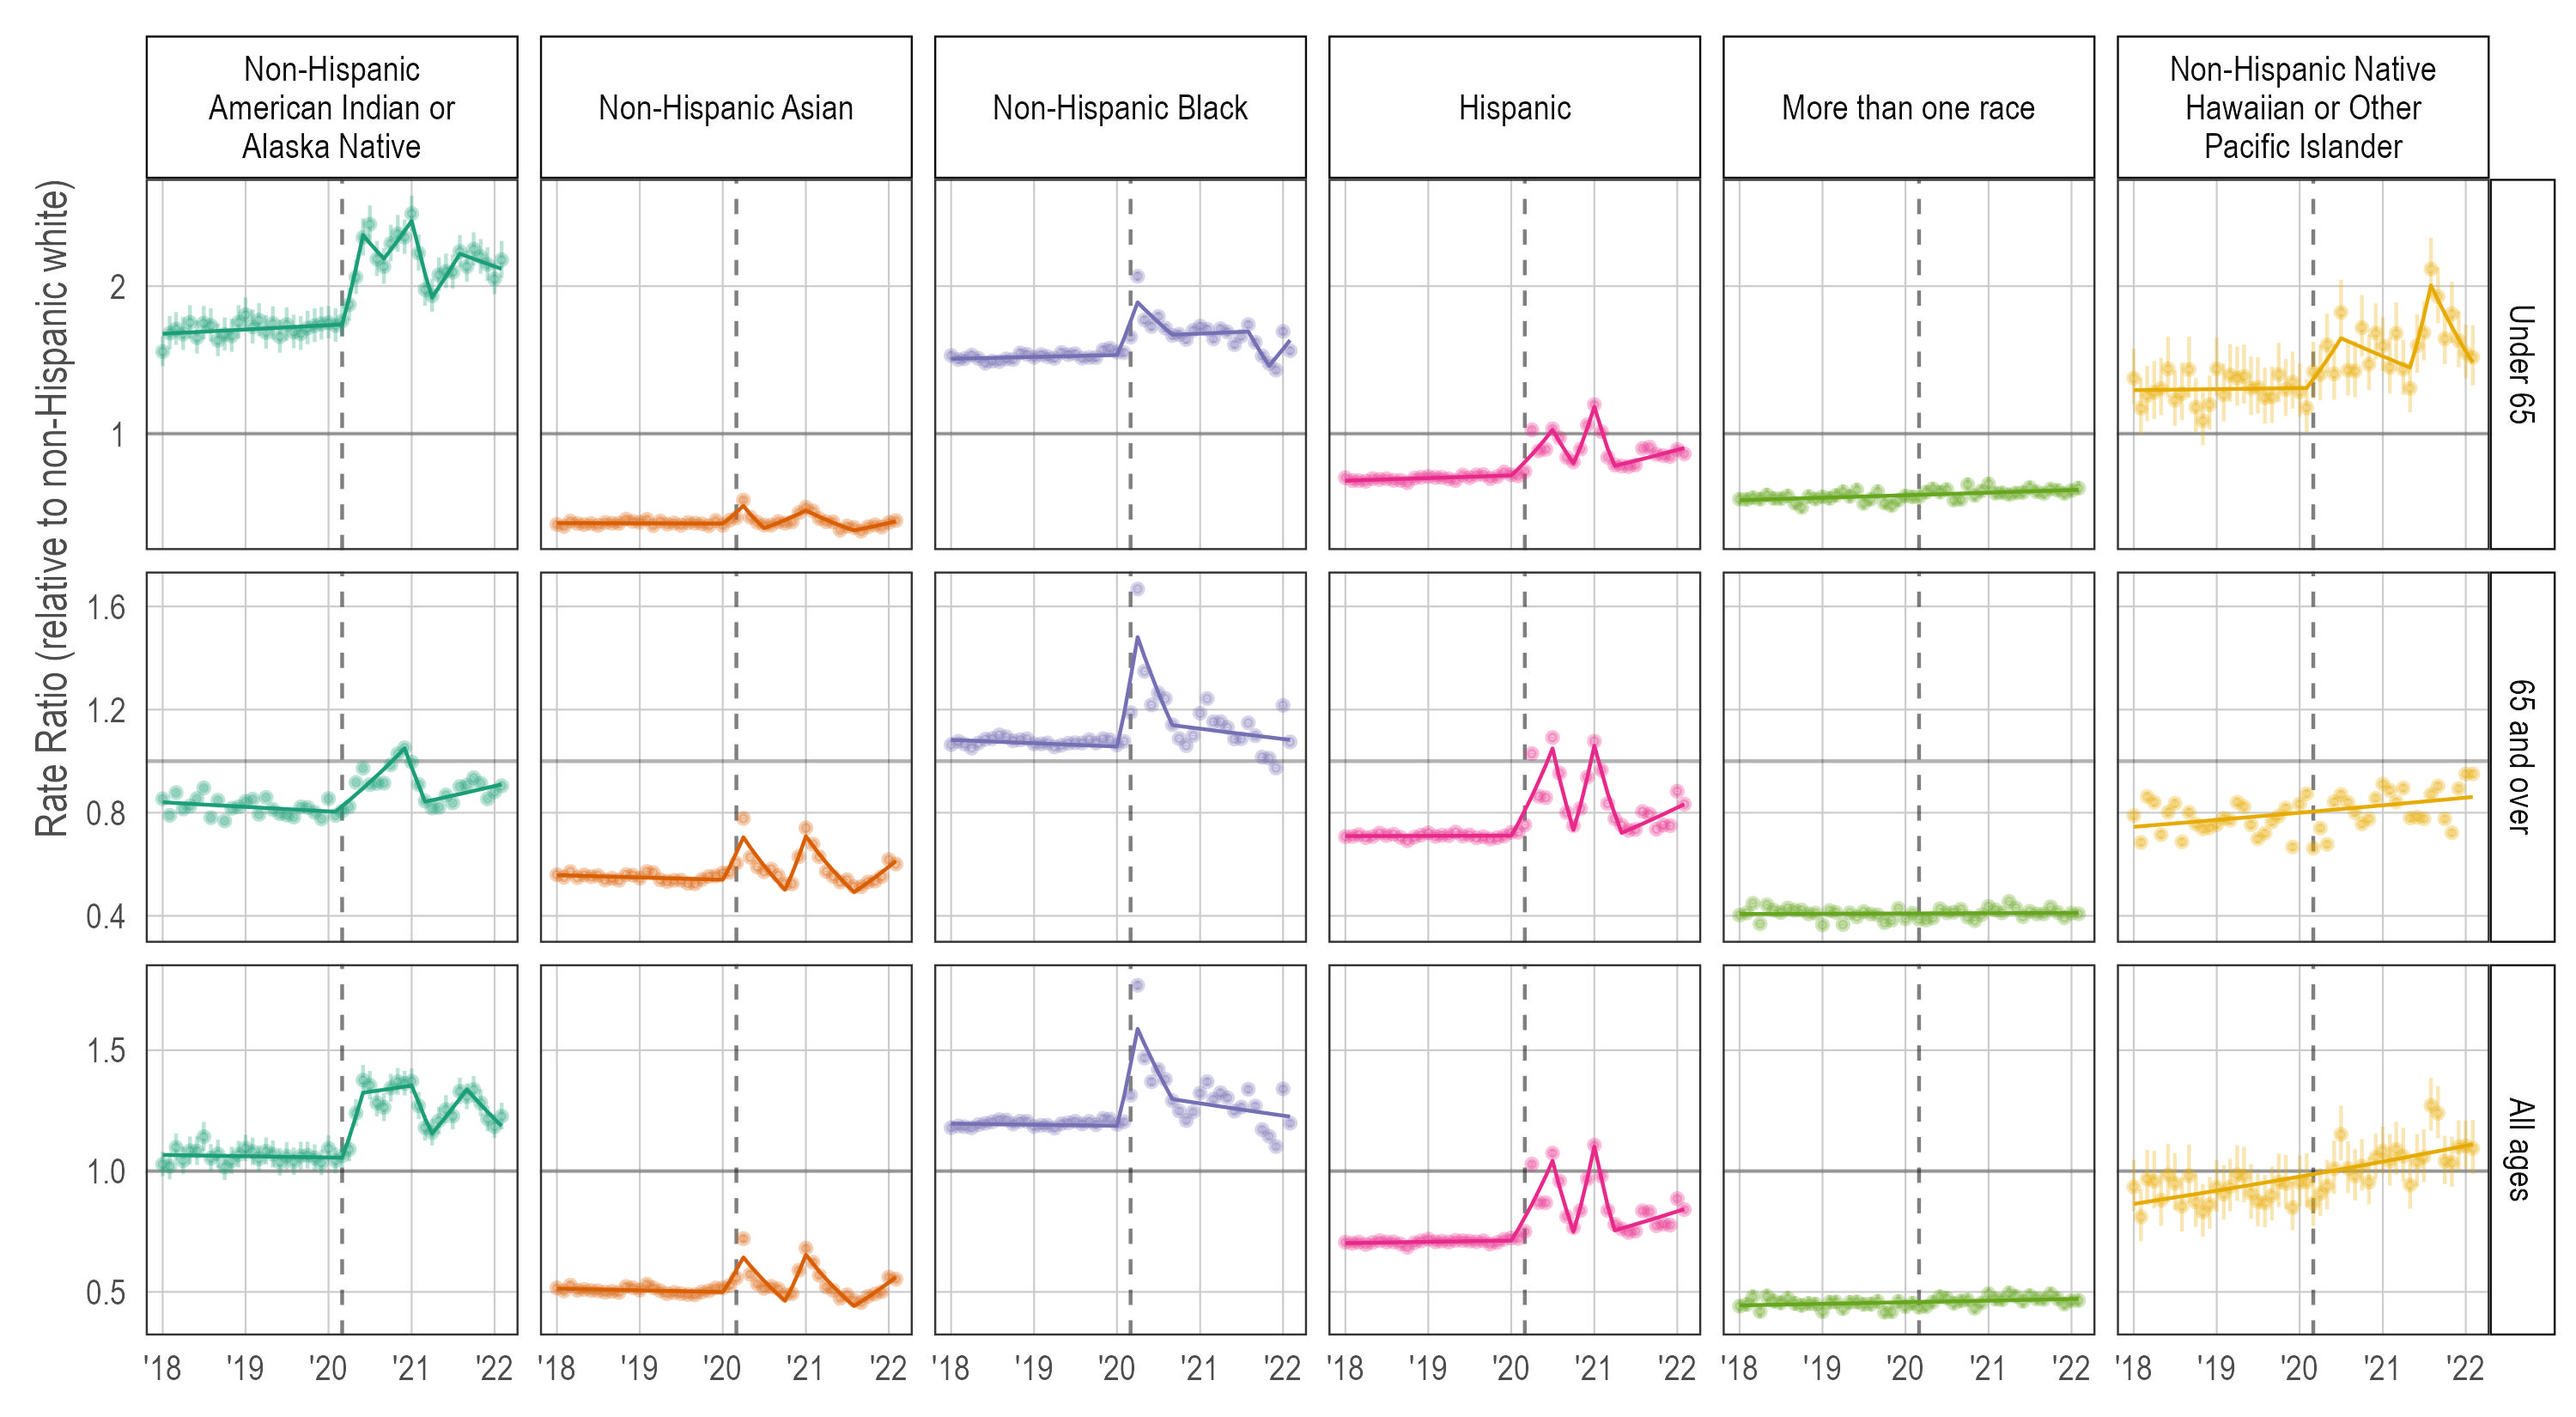 Non-Hispanic
American Indian or
Alaska Native
Non-Hispanic Asian
Non-Hispanic Black
Hispanic
More than one race
Non-Hispanic Native
Hawaiian or Other
Pacific Islander
Rate Ratio (relative to non-Hispanic white)
2
1
Under 65
1.6
1.2
0.8
0.4
65 and over
1.5
1.0
0.5
All ages
'18 '19 '20 '21 '22
'18 '19 '20 '21 '22
'18 '19 '20 '21 '22
'18 '19 '20 '21 '22
'18 '19 '20 '21 '22
'18 '19 '20 '21 '22